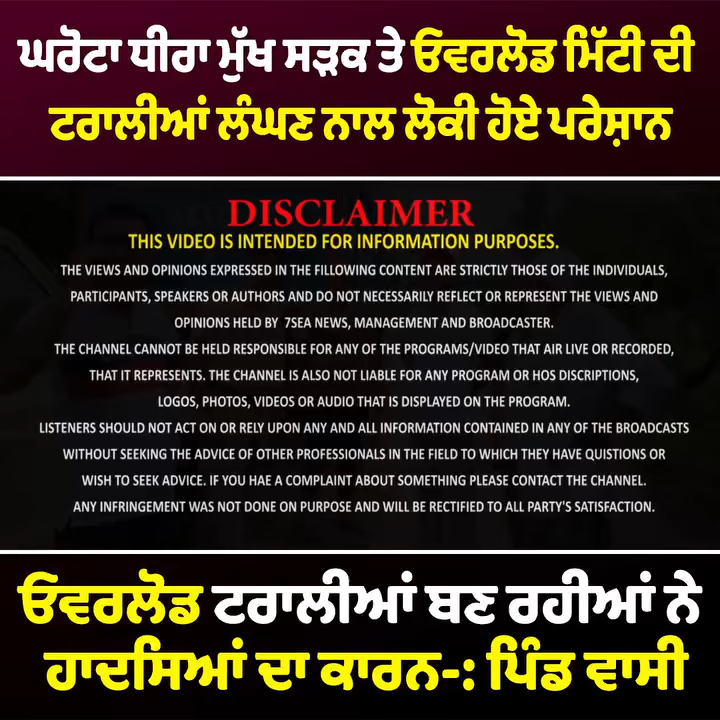 ਘਰੋਟਾ ਧੀਰਾ ਮੁੱਖ ਸੜਕ ਤੇ ਓਵਰਲੋਡ ਮਿੱਟੀ ਦੀ
ਟਰਾਲੀਆਂ ਲੰਘਣ ਨਾਲ ਲੋਕੀ ਹੋਏ ਪਰੇਸ਼ਾਨ
DISCLAIMER
THIS VIDEO IS INTENDED FOR INFORMATION PURPOSES.
THE VIEWS AND OPINIONS EXPRESSED IN THE FILLOWING CONTENT ARE STRICTLY THOSE OF THE INDIVIDUALS,
PARTICIPANTS, SPEAKERS OR AUTHORS AND DO NOT NECESSARILY REFLECT OR REPRESENT THE VIEWS AND
OPINIONS HELD BY 7SEA NEWS, MANAGEMENT AND BROADCASTER.
THE CHANNEL CANNOT BE HELD RESPONSIBLE FOR ANY OF THE PROGRAMS/VIDEO THAT AIR LIVE OR RECORDED,
THAT IT REPRESENTS. THE CHANNEL IS ALSO NOT LIABLE FOR ANY PROGRAM OR HOS DISCRIPTIONS,
LOGOS, PHOTOS, VIDEOS OR AUDIO THAT IS DISPLAYED ON THE PROGRAM.
LISTENERS SHOULD NOT ACT ON OR RELY UPON ANY AND ALL INFORMATION CONTAINED IN ANY OF THE BROADCASTS
WITHOUT SEEKING THE ADVICE OF OTHER PROFESSIONALS IN THE FIELD TO WHICH THEY HAVE QUISTIONS OR
WISH TO SEEK ADVICE. IF YOU HAE A COMPLAINT ABOUT SOMETHING PLEASE CONTACT THE CHANNEL.
ANY INFRINGEMENT WAS NOT DONE ON PURPOSE AND WILL BE RECTIFIED TO ALL PARTY'S SATISFACTION.
ਓਵਰਲੋਡ ਟਰਾਲੀਆਂ ਬਣ ਰਹੀਆਂ ਨੇ
ਹਾਦਸਿਆਂ ਦਾ ਕਾਰਨ-: ਪਿੰਡ ਵਾਸੀ